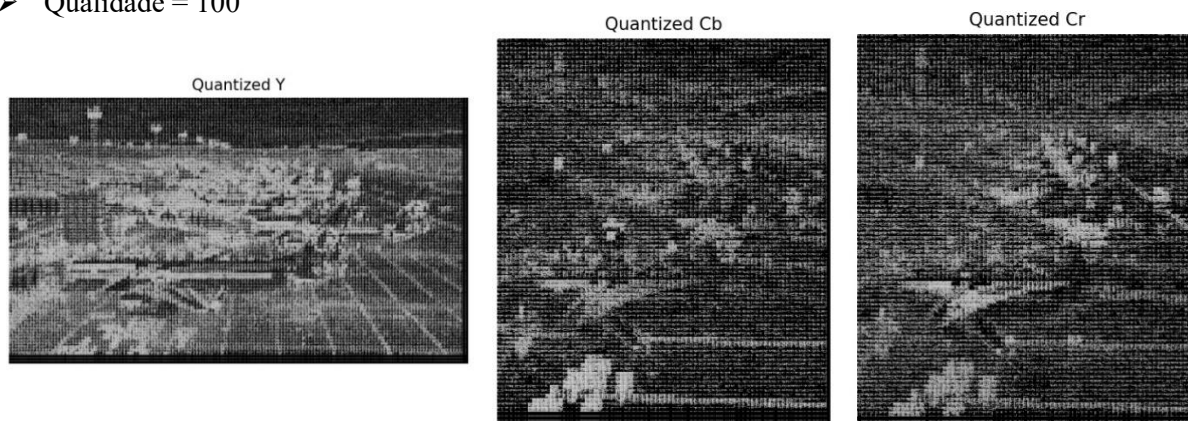 ➤ Qualidade = 100
Quantized Y
Quantized Cb
Quantized Cr